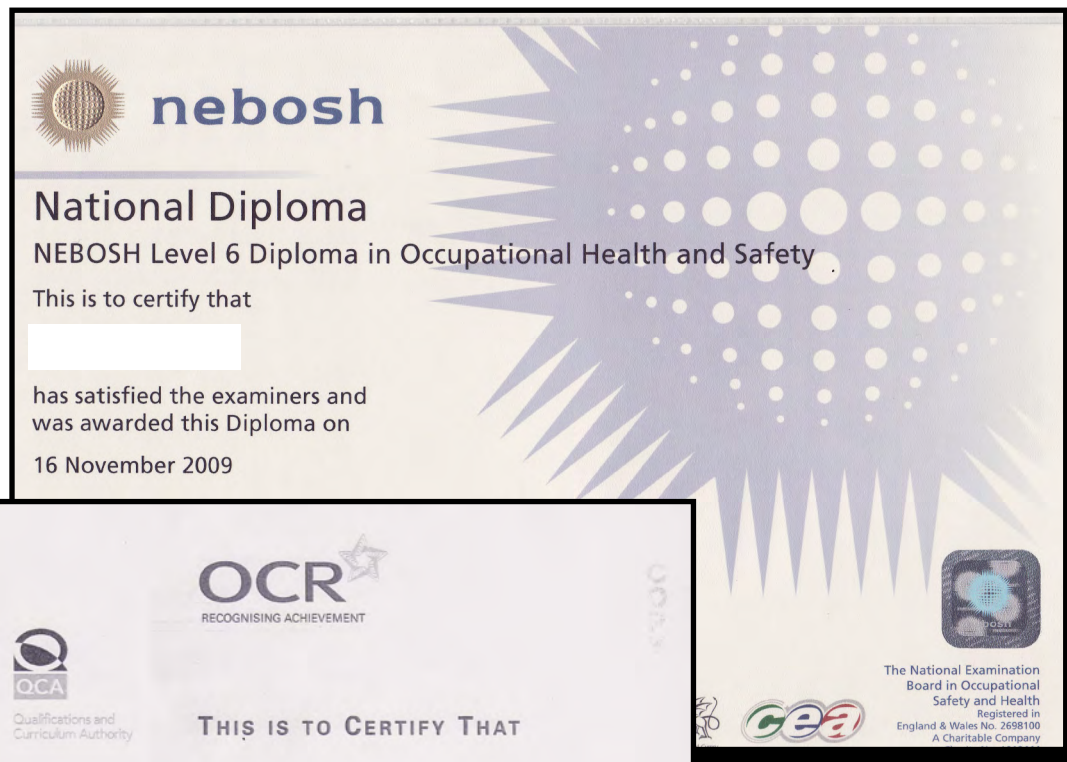 nebosh
National Diploma
NEBOSH Level 6 Diploma in Occupational Health and Safety
This is to certify that
has satisfied the examiners and
was awarded this Diploma on
16 November 2009
nebosh
The National Examination
Board in Occupational
Safety and Health
Registered in
England & Wales No. 2698100
A Charitable Company
cea
OCR
RECOGNISING ACHIEVEMENT
QCA
Qualifications and
Curriculum Authority
THIS IS TO CERTIFY THAT